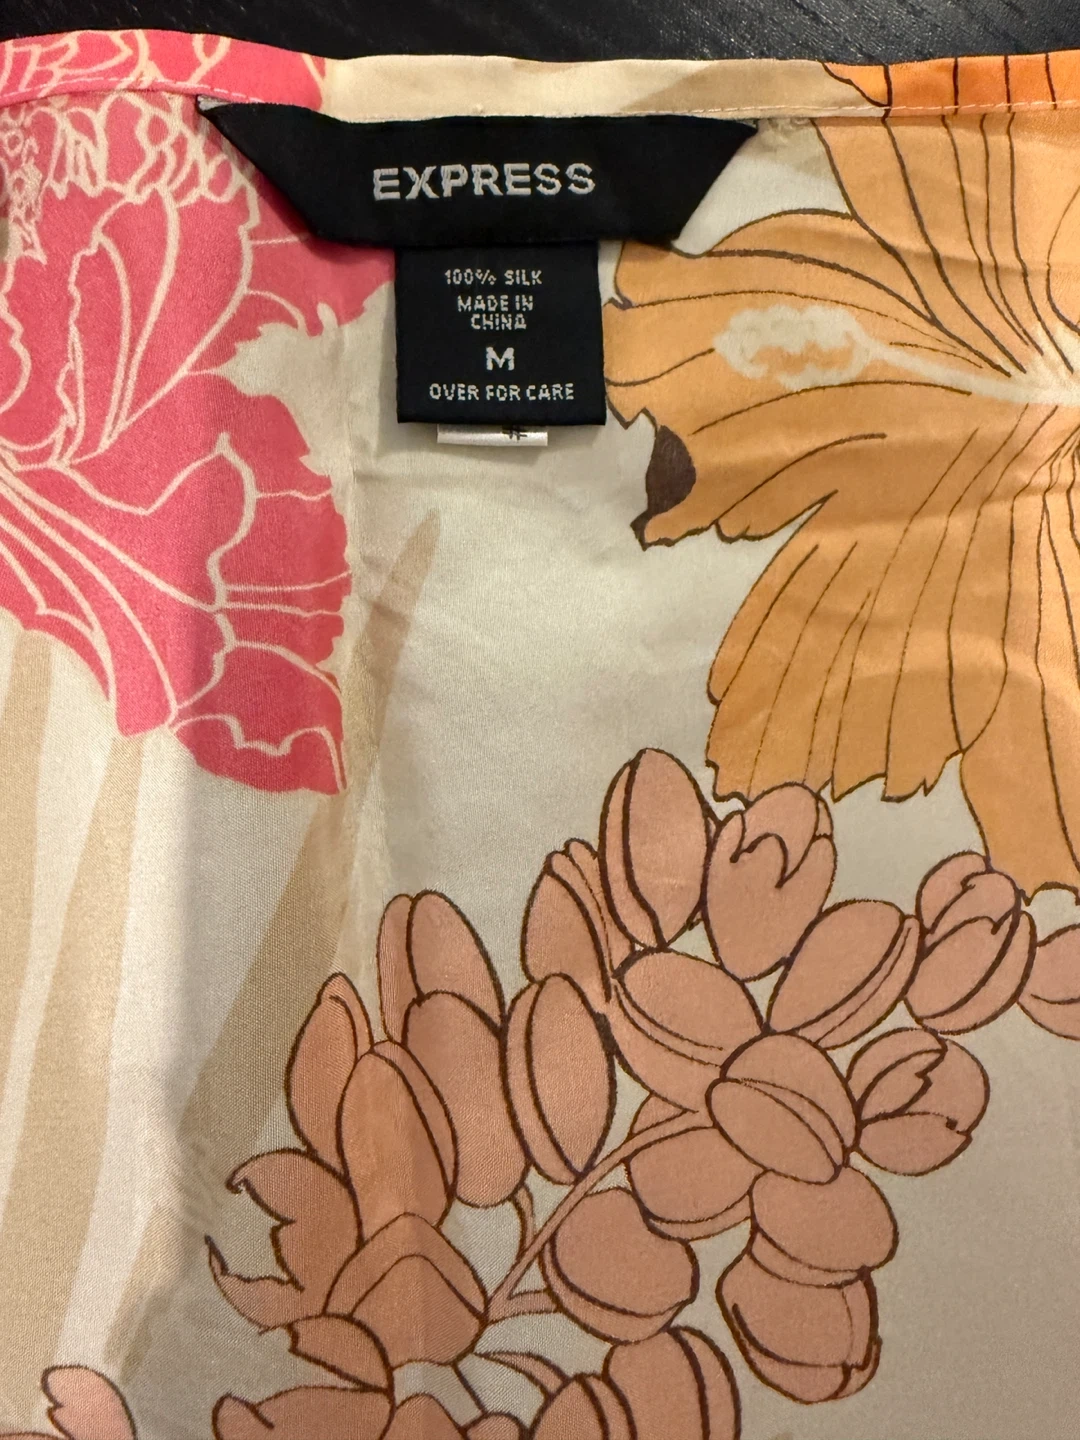 EXPRESS
100% SILK
MADE IN
CHINA
M
OVER FOR CARE
#